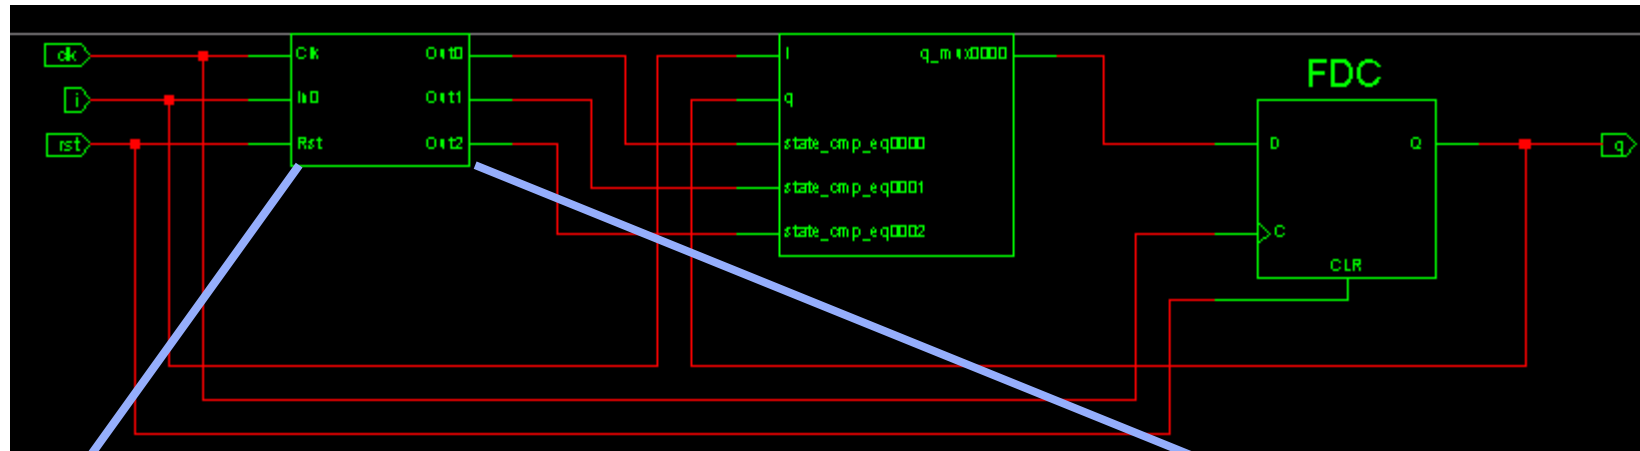 clk
i
rst
Clk
In0
Rst
Out0
Out1
Out2
I
q
state_cmp_eq0000
state_cmp_eq0001
state_cmp_eq0002
q_mux0000
FDC
D
C
CLR
Q
q